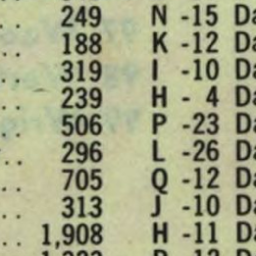 .. 249 N -15 Da
.. 188 K -12 Da
.. 319 I -10 Da
.. 239 H - 4 Da
.. 506 P -23 Da
.. 296 L -26 Da
.. 705 Q -12 Da
.. 313 J -10 Da
.. 1,908 H -11 Da